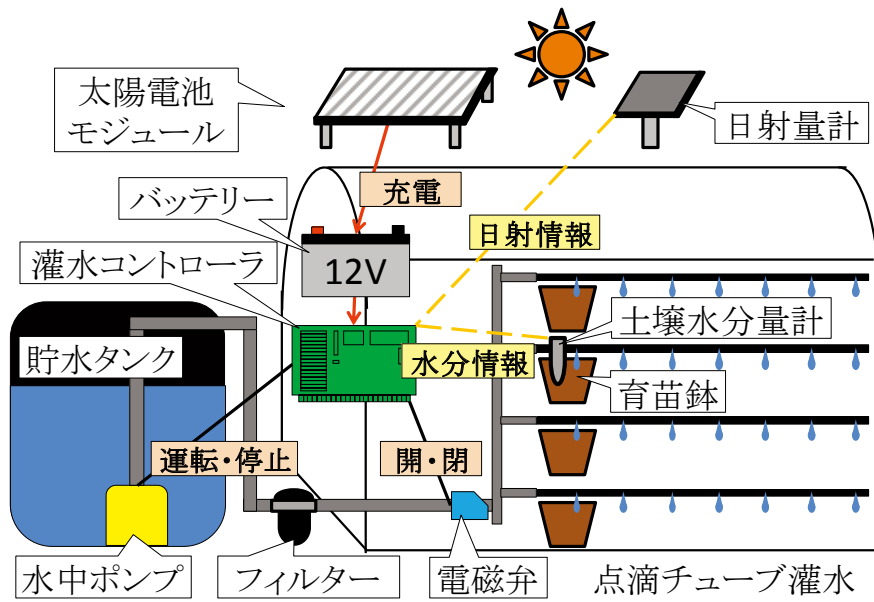 太陽電池
モジュール
日射量計
バッテリー
充電
日射情報
灌水コントローラ
12V
土壌水分量計
貯水タンク
水分情報
育苗鉢
運転・停止
開・閉
水中ポンプ
フィルター
電磁弁
点滴チューブ灌水